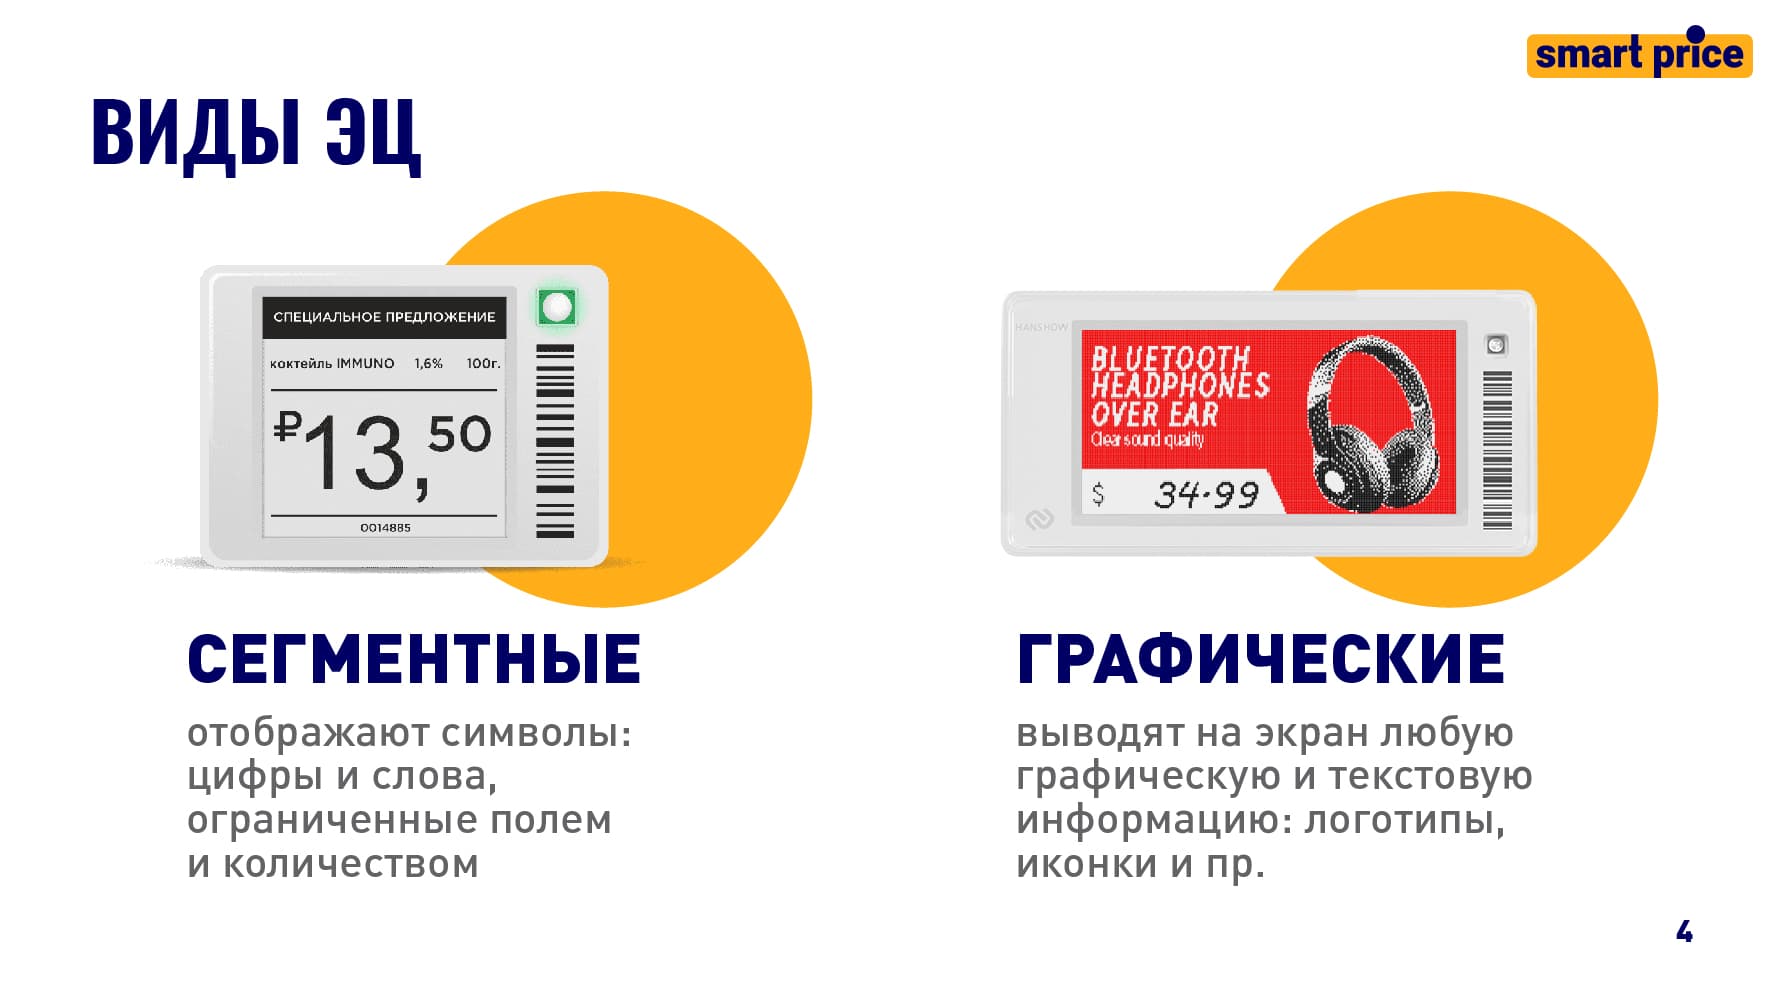 smart price
ВИДЫ ЭЦ
СПЕЦИАЛЬНОЕ ПРЕДЛОЖЕНИЕ
коктейль IMMUNO 1,6% 100г.
₽13,50
0014885
HANSHOW
BLUETOOTH
HEADPHONES
OVER EAR
Clear sound quality
$ 34.99
СЕГМЕНТНЫЕ
отображают символы:
цифры и слова,
ограниченные полем
и количеством
ГРАФИЧЕСКИЕ
выводят на экран любую
графическую и текстовую
информацию: логотипы,
иконки и пр.
4